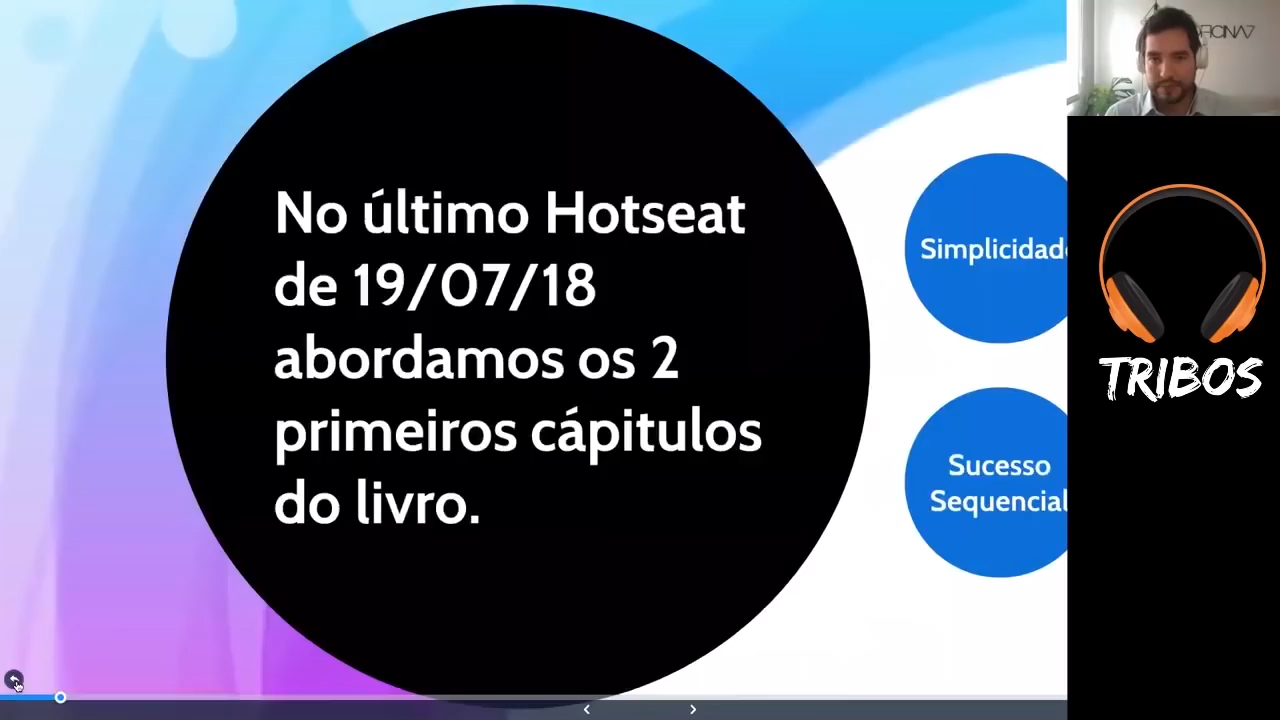 No último Hotseat
de 19/07/18
abordamos os 2
primeiros cápitulos
do livro.
Simplicidade
Sucesso
Sequencial
TRIBOS